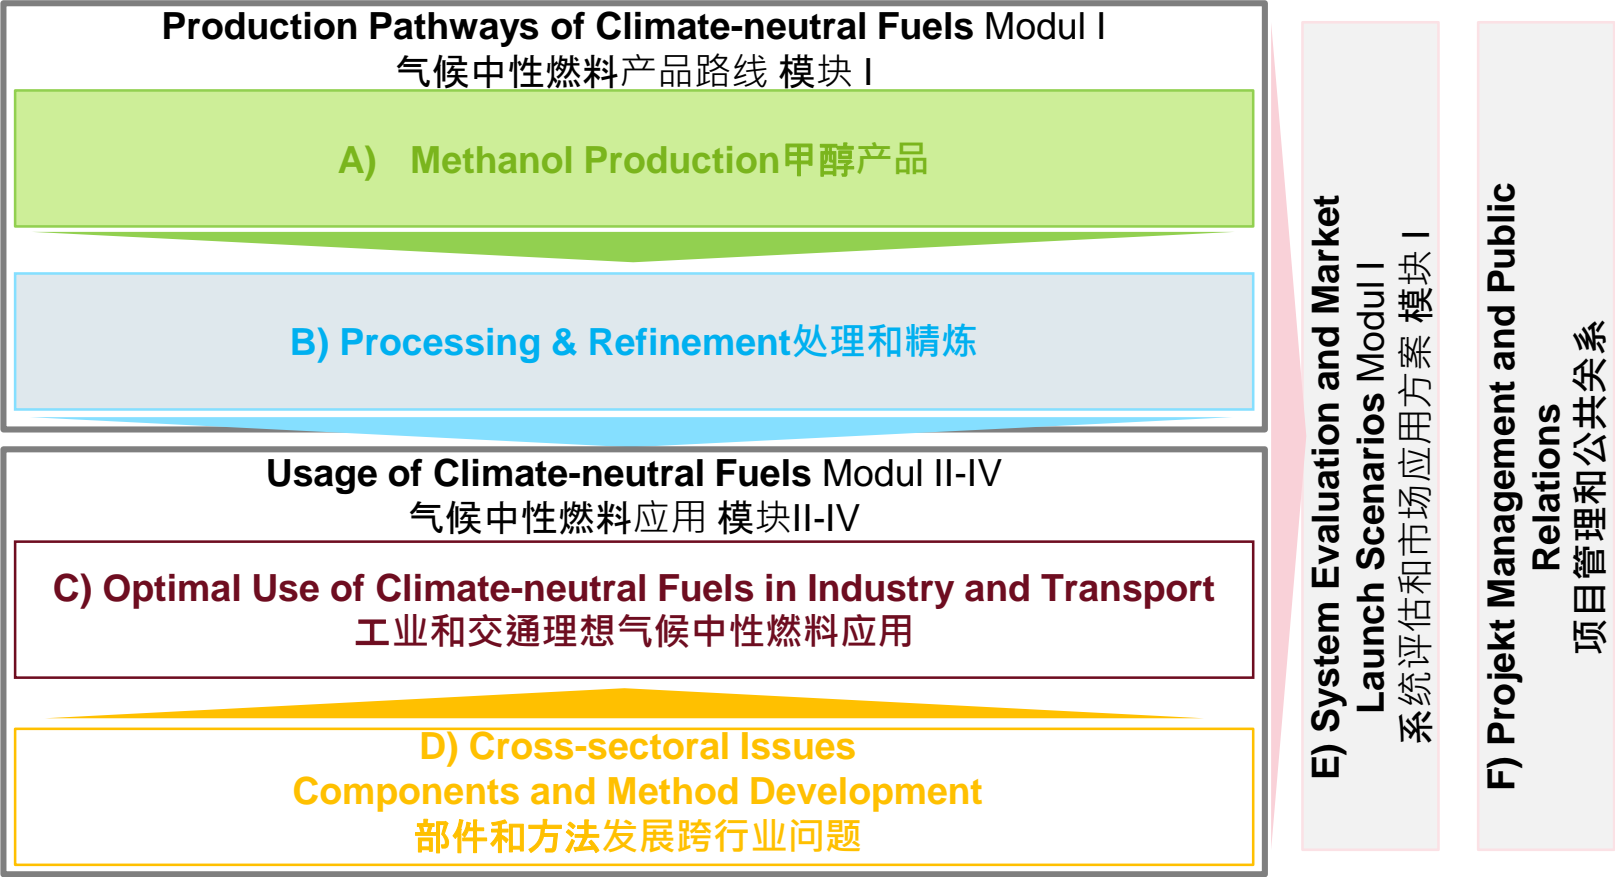 Production Pathways of Climate-neutral Fuels Modul I
气候中性燃料产品路线 模块 I
A) Methanol Production甲醇产品
B) Processing & Refinement处理和精炼
Usage of Climate-neutral Fuels Modul II-IV
气候中性燃料应用 模块II-IV
C) Optimal Use of Climate-neutral Fuels in Industry and Transport
工业和交通理想气候中性燃料应用
D) Cross-sectoral Issues
Components and Method Development
部件和方法发展跨行业问题
E) System Evaluation and Market
Launch Scenarios Modul I
系统评估和市场应用方案 模块 I
F) Projekt Management and Public
Relations
项目管理和公共关系